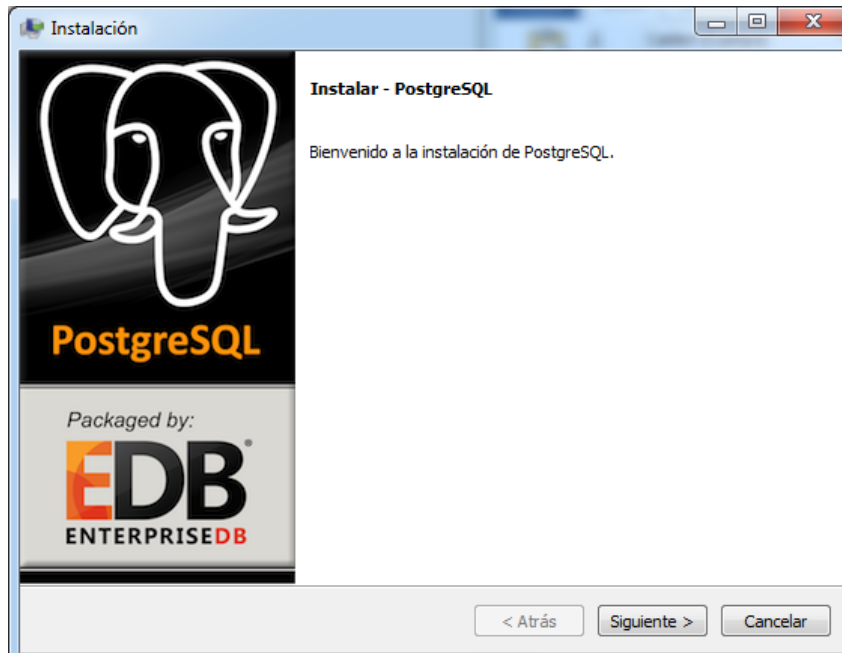 Instalación
Instalar - PostgreSQL
Bienvenido a la instalación de PostgreSQL.
PostgreSQL
Packaged by:
EDB®
ENTERPRISEDB
< Atrás
Siguiente >
Cancelar